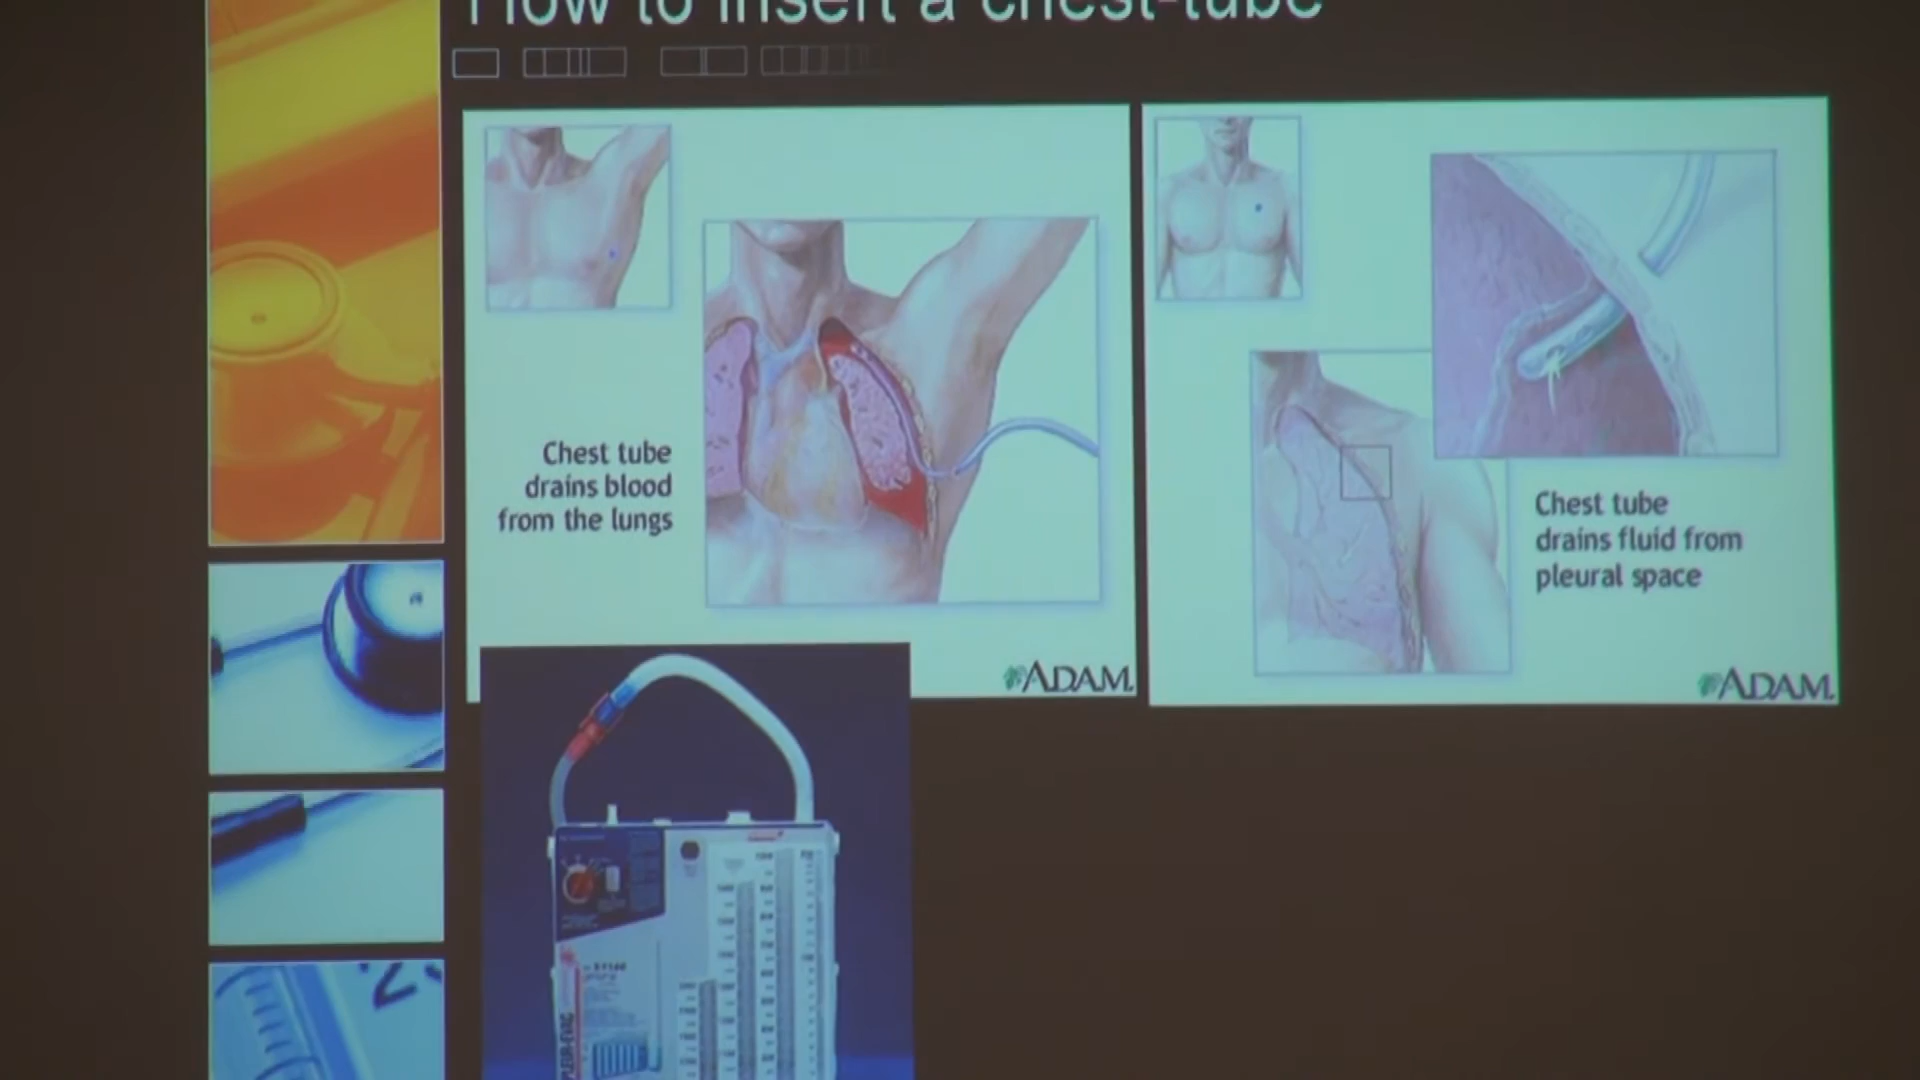 How to insert a chest-tube
Chest tube
drains blood
from the lungs
ADAM.
Chest tube
drains fluid from
pleural space
ADAM.